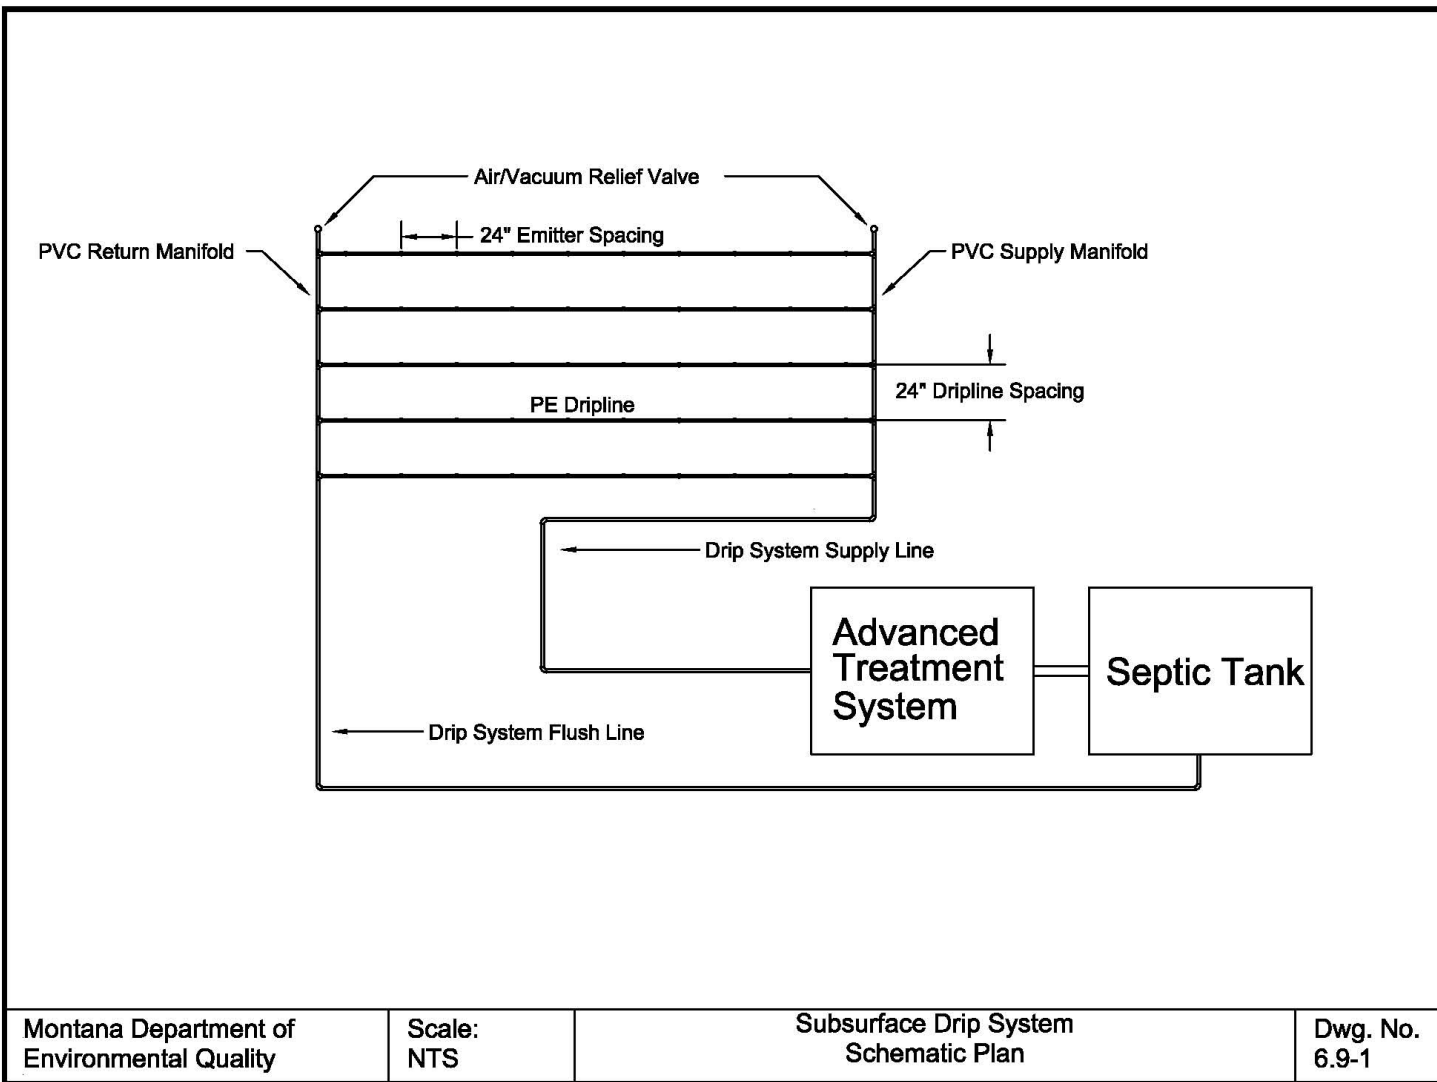 Air/Vacuum Relief Valve
24" Emitter Spacing
PVC Return Manifold
PVC Supply Manifold
24" Dripline Spacing
PE Dripline
Drip System Supply Line
Advanced
Treatment
System
Septic Tank
Drip System Flush Line
Montana Department of
Environmental Quality
Scale:
NTS
Subsurface Drip System
Schematic Plan
Dwg. No.
6.9-1